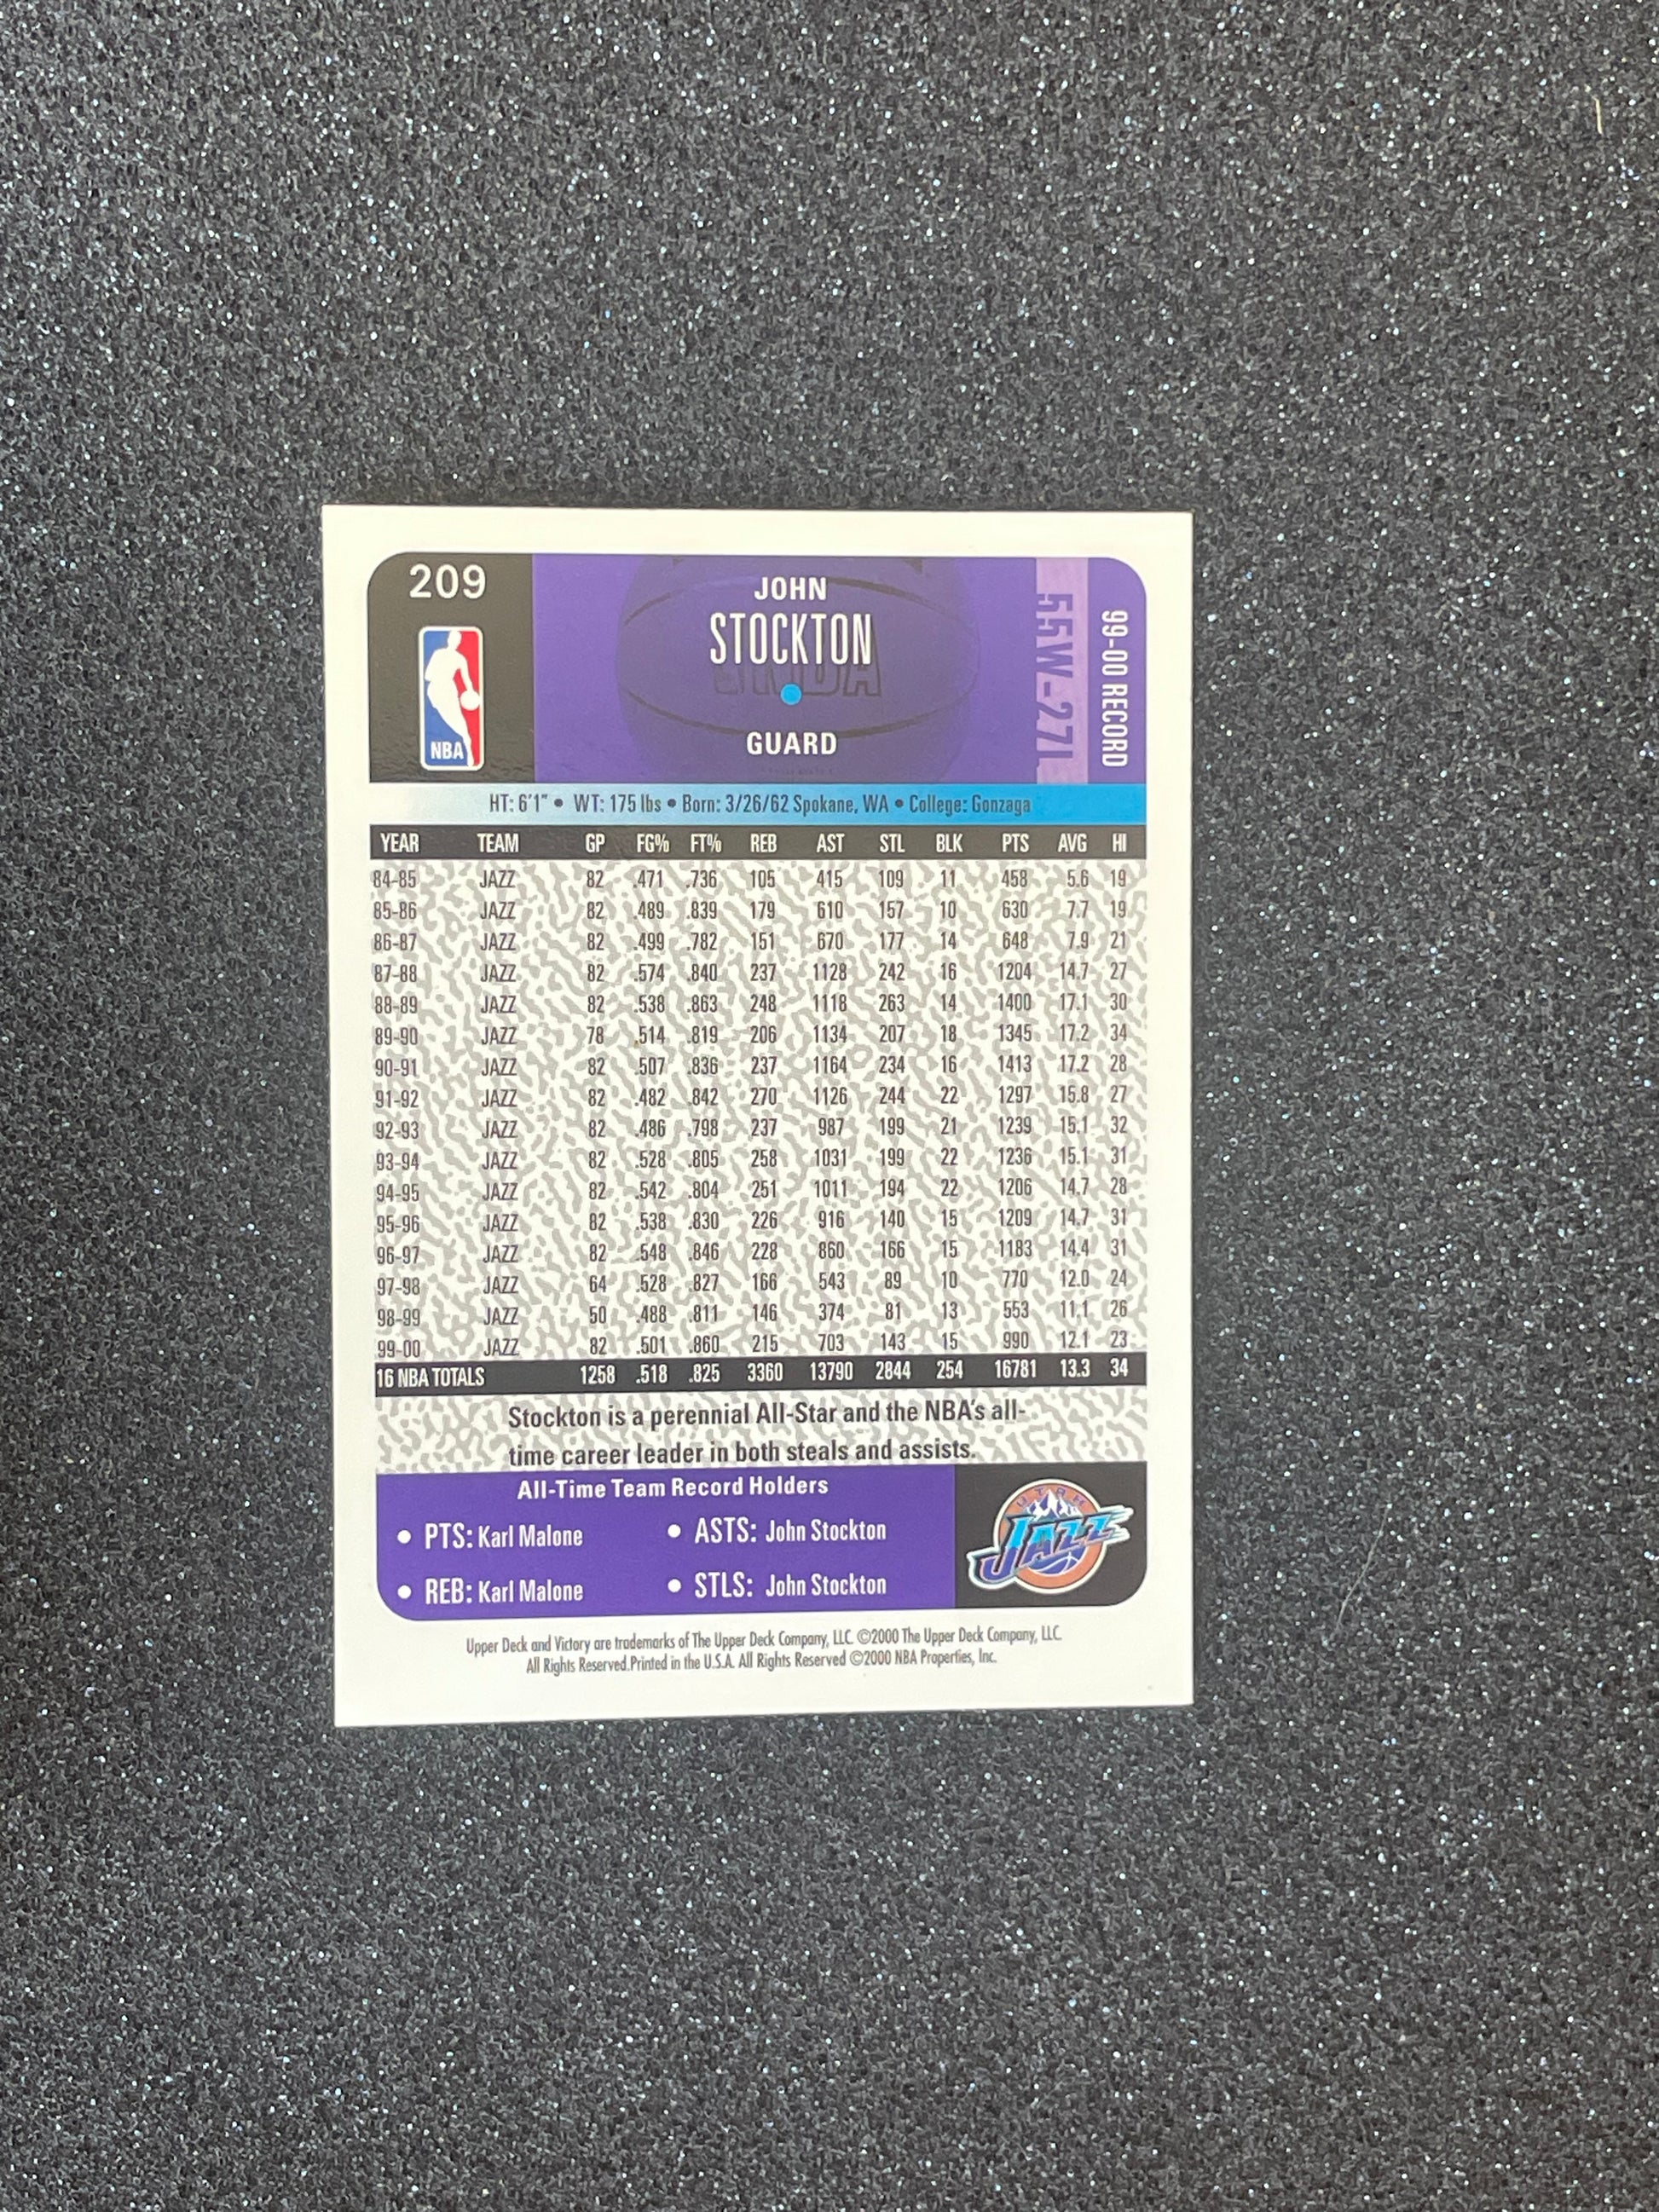 209
JOHN
STOCKTON
GUARD
NBA
NBA
55W-27L
99-00 RECORD
HT: 6'1" • WT: 175 lbs • Born: 3/26/62 Spokane, WA • College: Gonzaga
YEAR TEAM GP FG% FT% REB AST STL BLK PTS AVG HI
84-85 JAZZ 82 .471 .736 105 415 109 11 458 5.6 19
85-86 JAZZ 82 .489 .839 179 610 157 10 630 7.7 19
86-87 JAZZ 82 .499 .782 151 670 177 14 648 7.9 21
87-88 JAZZ 82 .574 .840 237 1128 242 16 1204 14.7 27
88-89 JAZZ 82 .538 .863 248 1118 263 14 1400 17.1 30
89-90 JAZZ 78 .514 .819 206 1134 207 18 1345 17.2 34
90-91 JAZZ 82 .507 .836 237 1164 234 16 1413 17.2 28
91-92 JAZZ 82 .482 .842 270 1126 244 22 1297 15.8 27
92-93 JAZZ 82 .486 .798 237 987 199 21 1239 15.1 32
93-94 JAZZ 82 .528 .805 258 1031 199 22 1236 15.1 31
94-95 JAZZ 82 .542 .804 251 1011 194 22 1206 14.7 28
95-96 JAZZ 82 .538 .830 226 916 140 15 1209 14.7 31
96-97 JAZZ 82 .548 .846 228 860 166 15 1183 14.4 31
97-98 JAZZ 64 .528 .827 166 543 89 10 770 12.0 24
98-99 JAZZ 50 .488 .811 146 374 81 13 553 11.1 26
99-00 JAZZ 82 .501 .860 215 703 143 15 990 12.1 23
16 NBA TOTALS 1258 .518 .825 3360 13790 2844 254 16781 13.3 34
Stockton is a perennial All-Star and the NBA's all-
time career leader in both steals and assists.
All-Time Team Record Holders
• PTS: Karl Malone • ASTS: John Stockton
• REB: Karl Malone • STLS: John Stockton
UTAH
JAZZ
Upper Deck and Victory are trademarks of The Upper Deck Company, LLC. ©2000 The Upper Deck Company, LLC.
All Rights Reserved.Printed in the U.S.A. All Rights Reserved ©2000 NBA Properties, Inc.